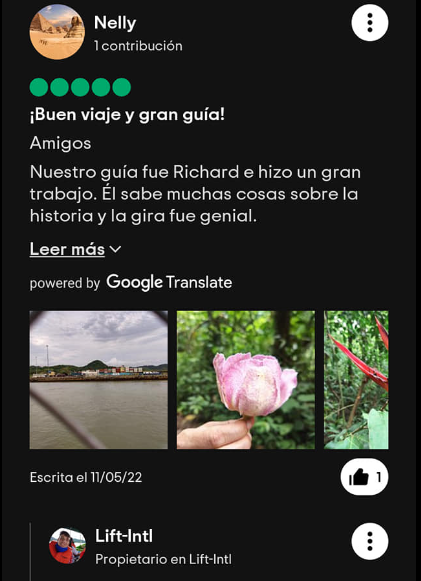 Nelly
1 contribución
¡Buen viaje y gran guía!
Amigos
Nuestro guía fue Richard e hizo un gran
trabajo. Él sabe muchas cosas sobre la
historia y la gira fue genial.
Leer más
powered by Google Translate
Escrita el 11/05/22
1
Lift-Intl
Propietario en Lift-Intl